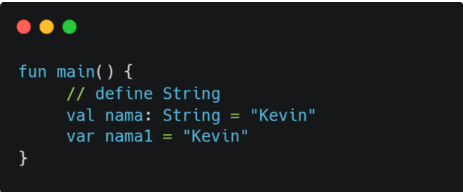 fun main() {
// define String
val nama: String = "Kevin"
var nama1 = "Kevin"
}